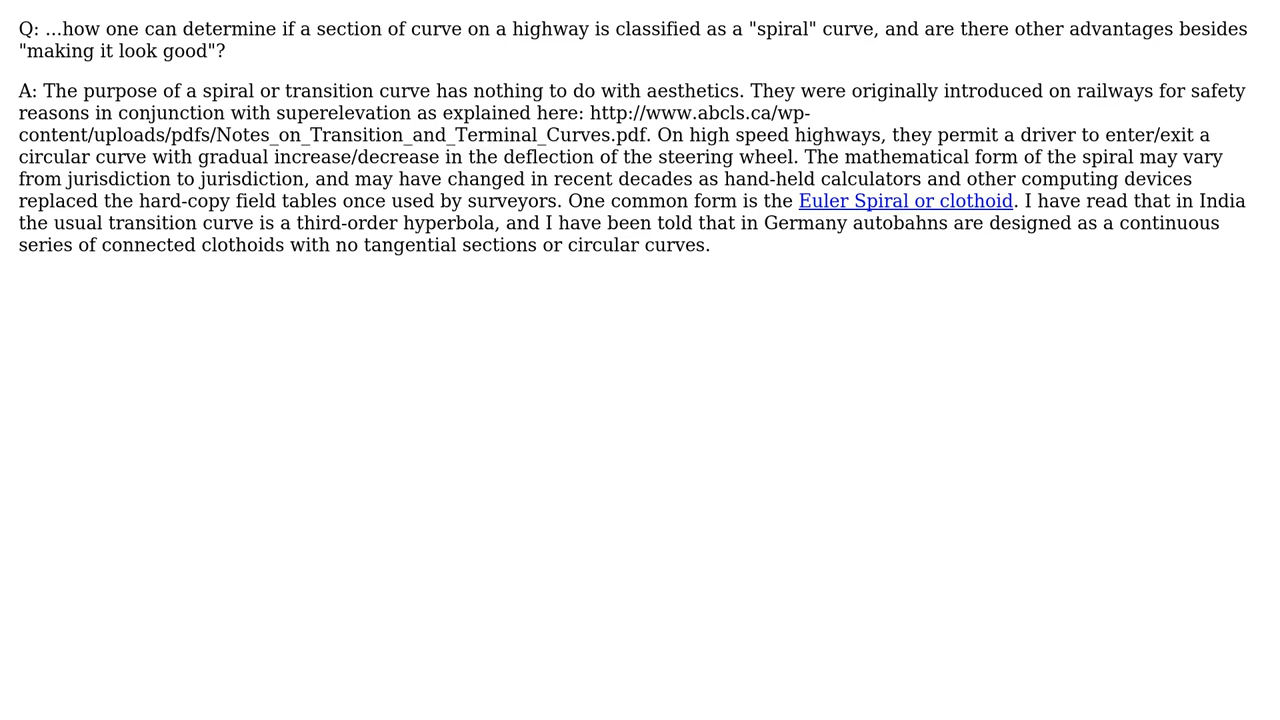 Q: ...how one can determine if a section of curve on a highway is classified as a "spiral" curve, and are there other advantages besides
"making it look good"?
A: The purpose of a spiral or transition curve has nothing to do with aesthetics. They were originally introduced on railways for safety
reasons in conjunction with superelevation as explained here: http://www.abcls.ca/wp-
content/uploads/pdfs/Notes_on_Transition_and_Terminal_Curves.pdf. On high speed highways, they permit a driver to enter/exit a
circular curve with gradual increase/decrease in the deflection of the steering wheel. The mathematical form of the spiral may vary
from jurisdiction to jurisdiction, and may have changed in recent decades as hand-held calculators and other computing devices
replaced the hard-copy field tables once used by surveyors. One common form is the Euler Spiral or clothoid. I have read that in India
the usual transition curve is a third-order hyperbola, and I have been told that in Germany autobahns are designed as a continuous
series of connected clothoids with no tangential sections or circular curves.